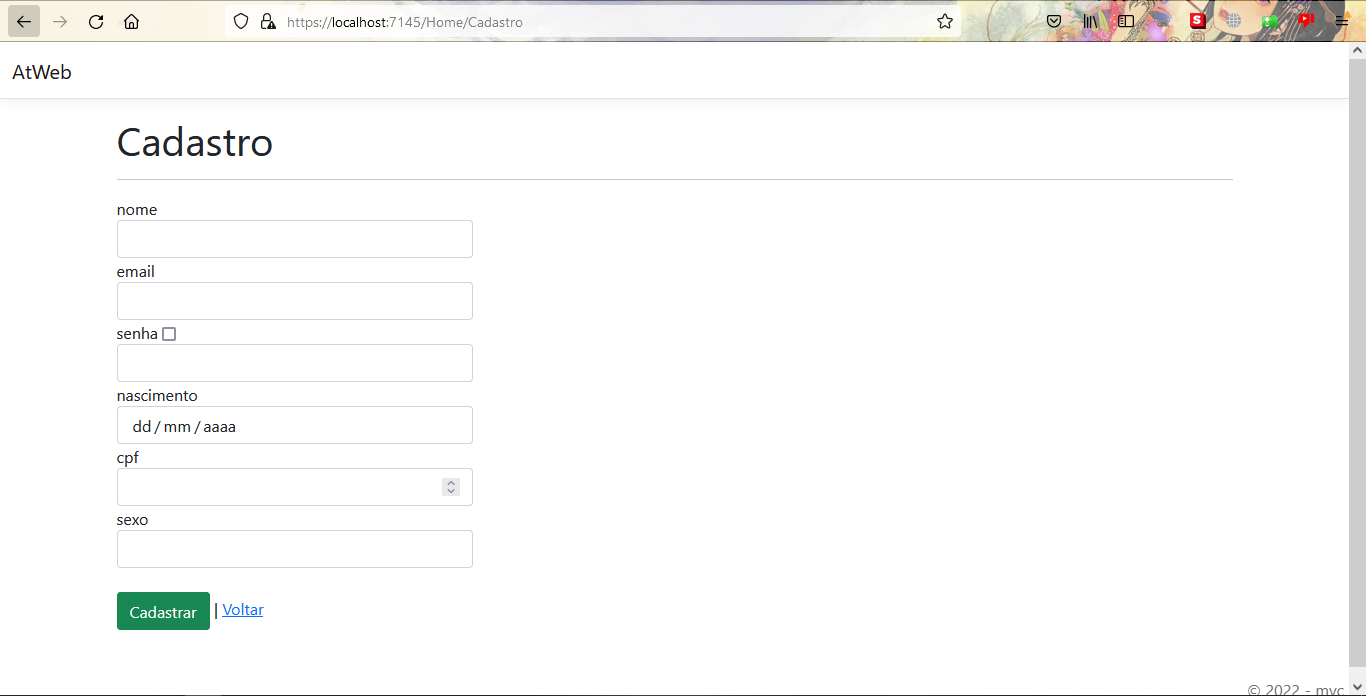 https://localhost:7145/Home/Cadastro
S
AtWeb
Cadastro
nome
email
senha
nascimento
dd / mm / aaaa
cpf
sexo
Cadastrar | Voltar
© 2022 - mvc